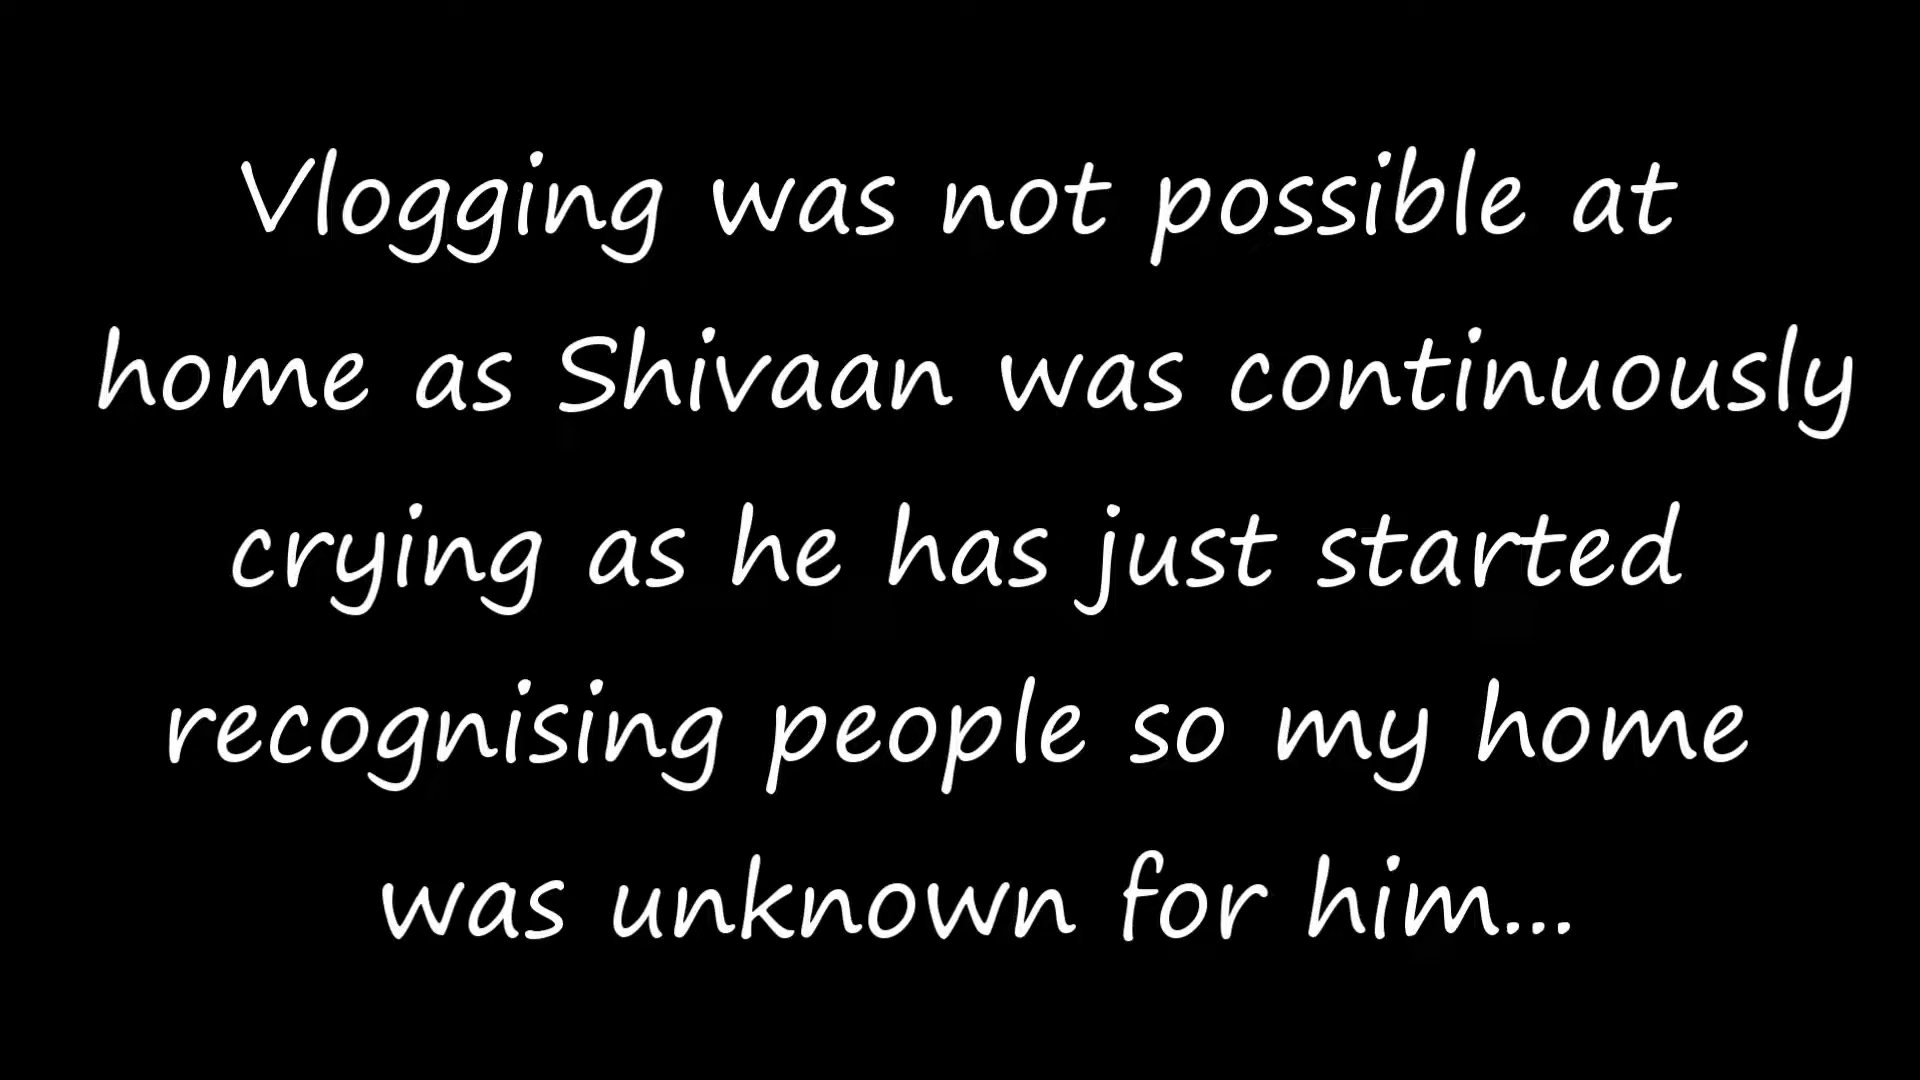 Vlogging was not possible at
home as Shivaan was continuously
crying as he has just started
recognising people so my home
was unknown for him...